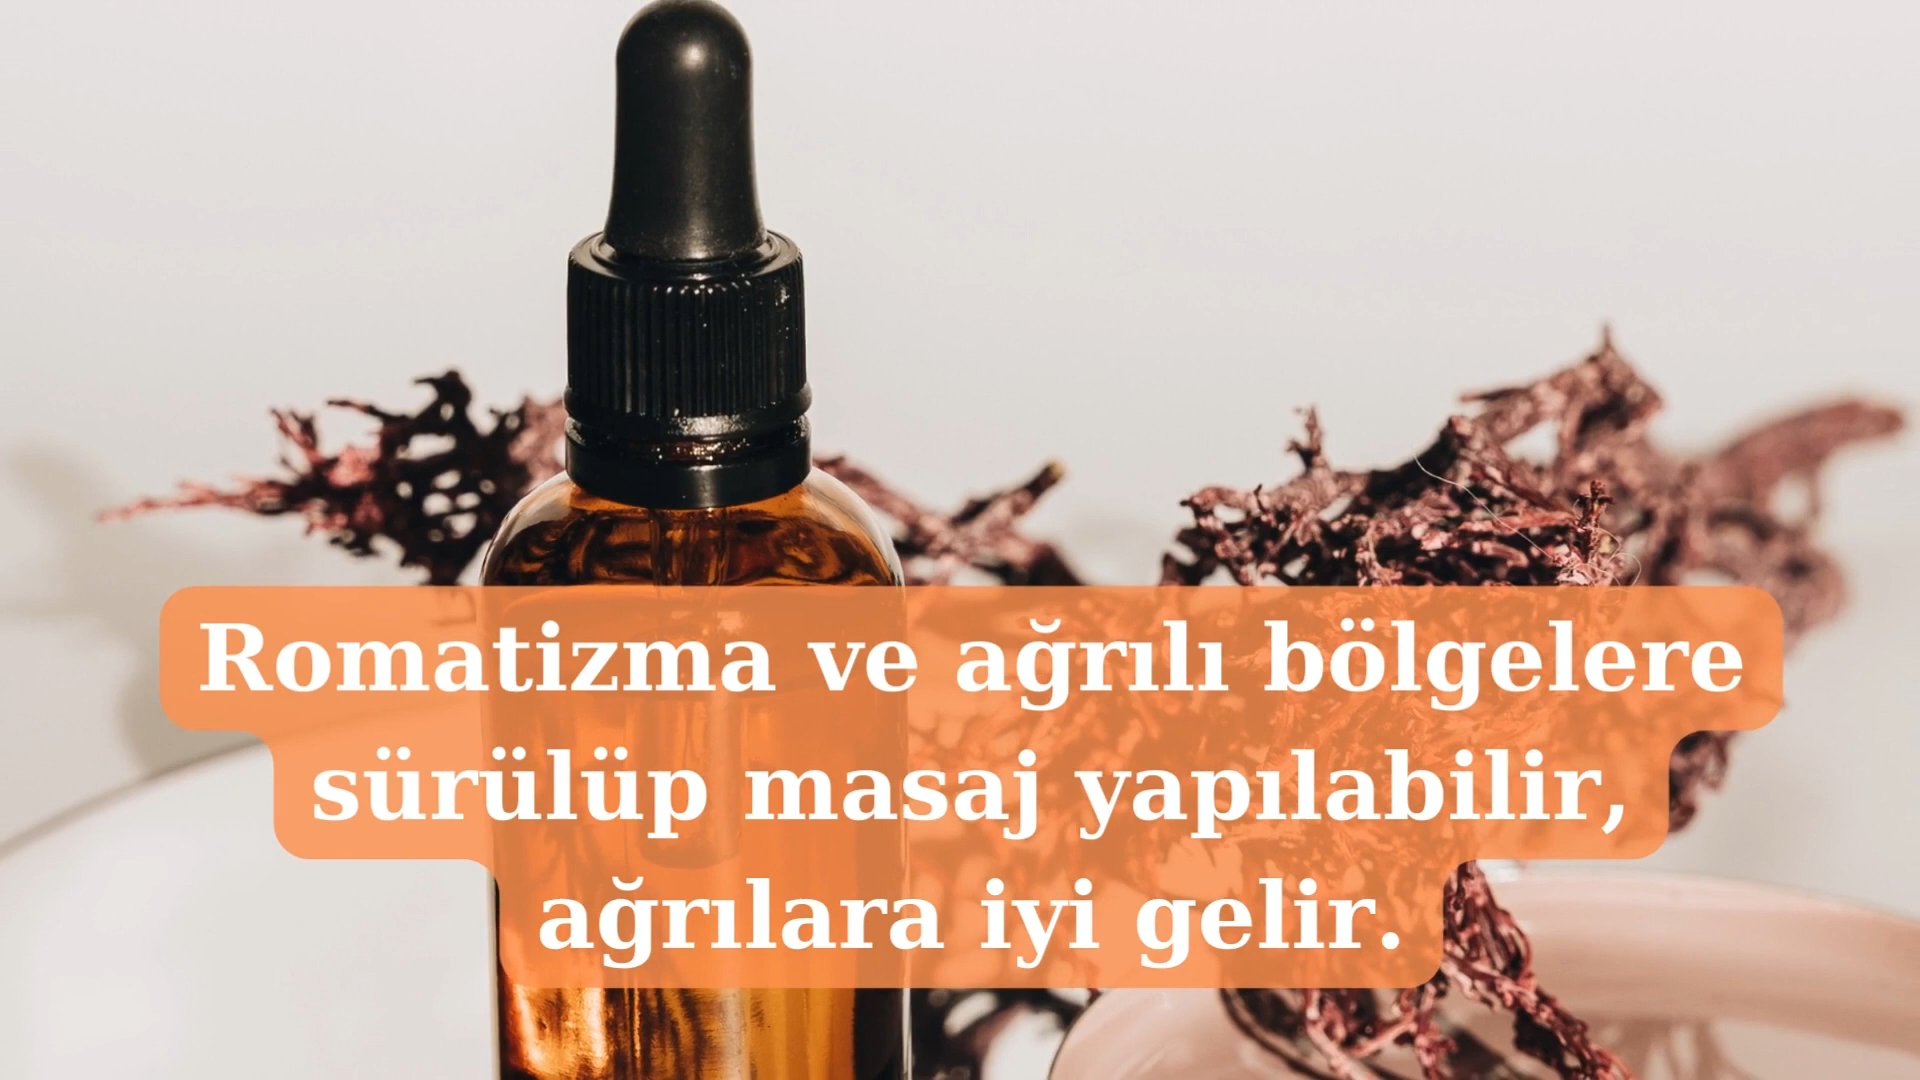 Romatizma ve ağrılı bölgelere
sürülüp masaj yapılabilir,
ağrılara iyi gelir.